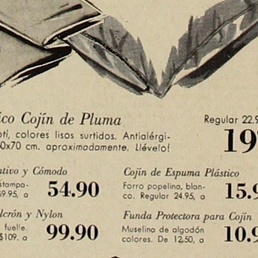 ico Cojín de Pluma Regular 22.9
oti, colores lisos surtidos. Antialérgi-
0x70 cm. aproximadamente. Llévelo! 19
ativo y Cómodo
stampa-
59.95, a 54.90
Cojín de Espuma Plástico
Forro popelina, blan-
co. Regular 24.95, a 15.9
alcrón y Nylon
fuelle.
$109. a 99.90
Funda Protectora para Cojín
Muselina de algodón
colores. De 12,50, a 10.9